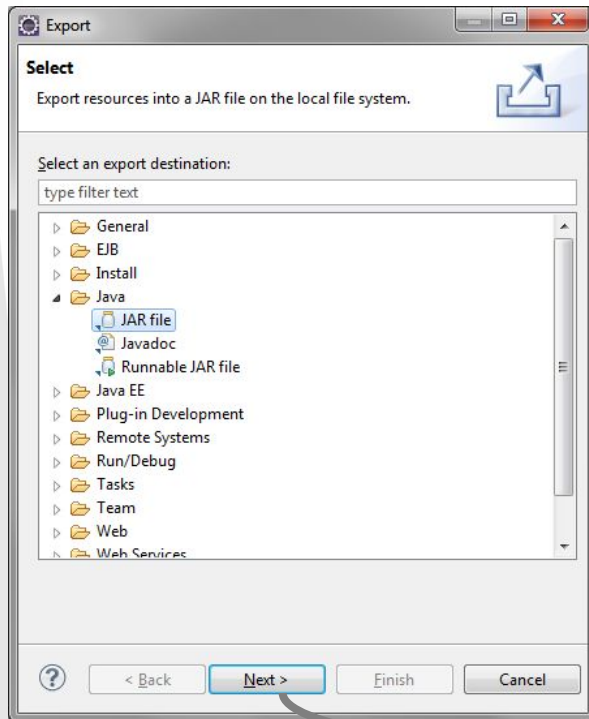 Export
Select
Export resources into a JAR file on the local file system.
Select an export destination:
type filter text
General
EJB
Install
Java
JAR file
Javadoc
Runnable JAR file
Java EE
Plug-in Development
Remote Systems
Run/Debug
Tasks
Team
Web
Web Services
? < Back Next > Finish Cancel